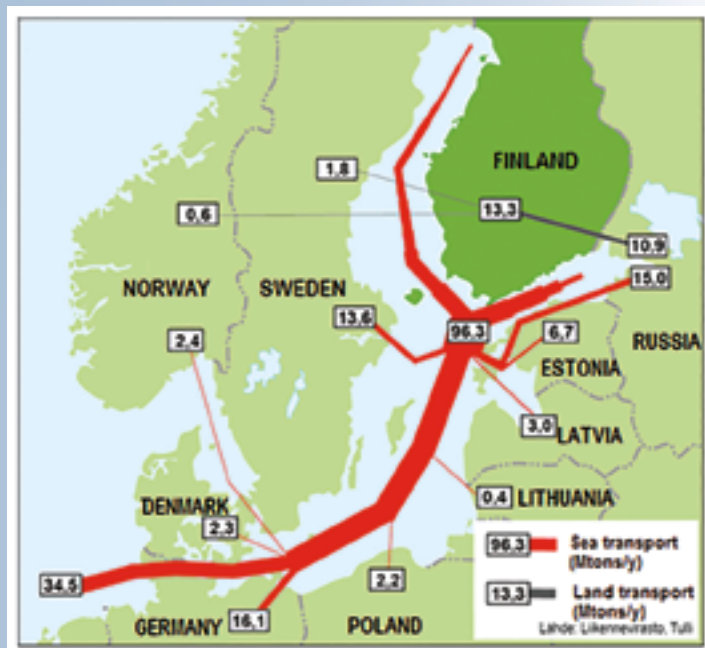 FINLAND
1.8
13,3
0.6
10.9
NORWAY
SWEDEN
15.0
13.6
96.3
6,7
RUSSIA
2.4
ESTONIA
3,0
LATVIA
DENMARK
0.4
LITHUANIA
2.3
96.3
Sea transport
(Mtons/y)
34.5
2.2
13,3
Land transport
(Mtons/y)
GERMANY
16,1
POLAND
Lahde: Liikennevirasto, Tulli